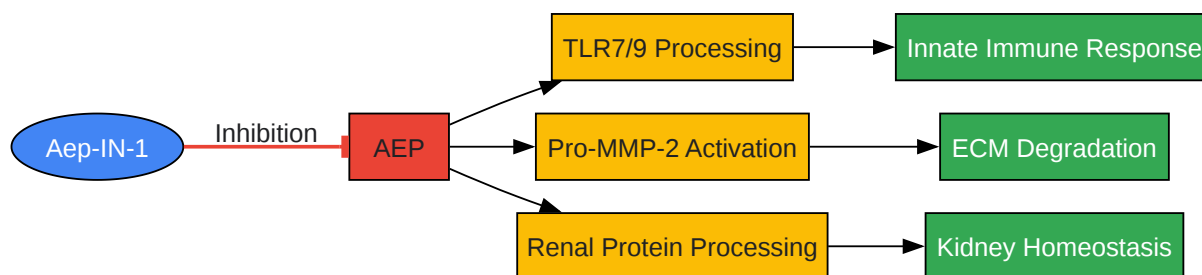 TLR7/9 Processing
Innate Immune Response
Aep-IN-1
Inhibition
AEP
Pro-MMP-2 Activation
ECM Degradation
Renal Protein Processing
Kidney Homeostasis